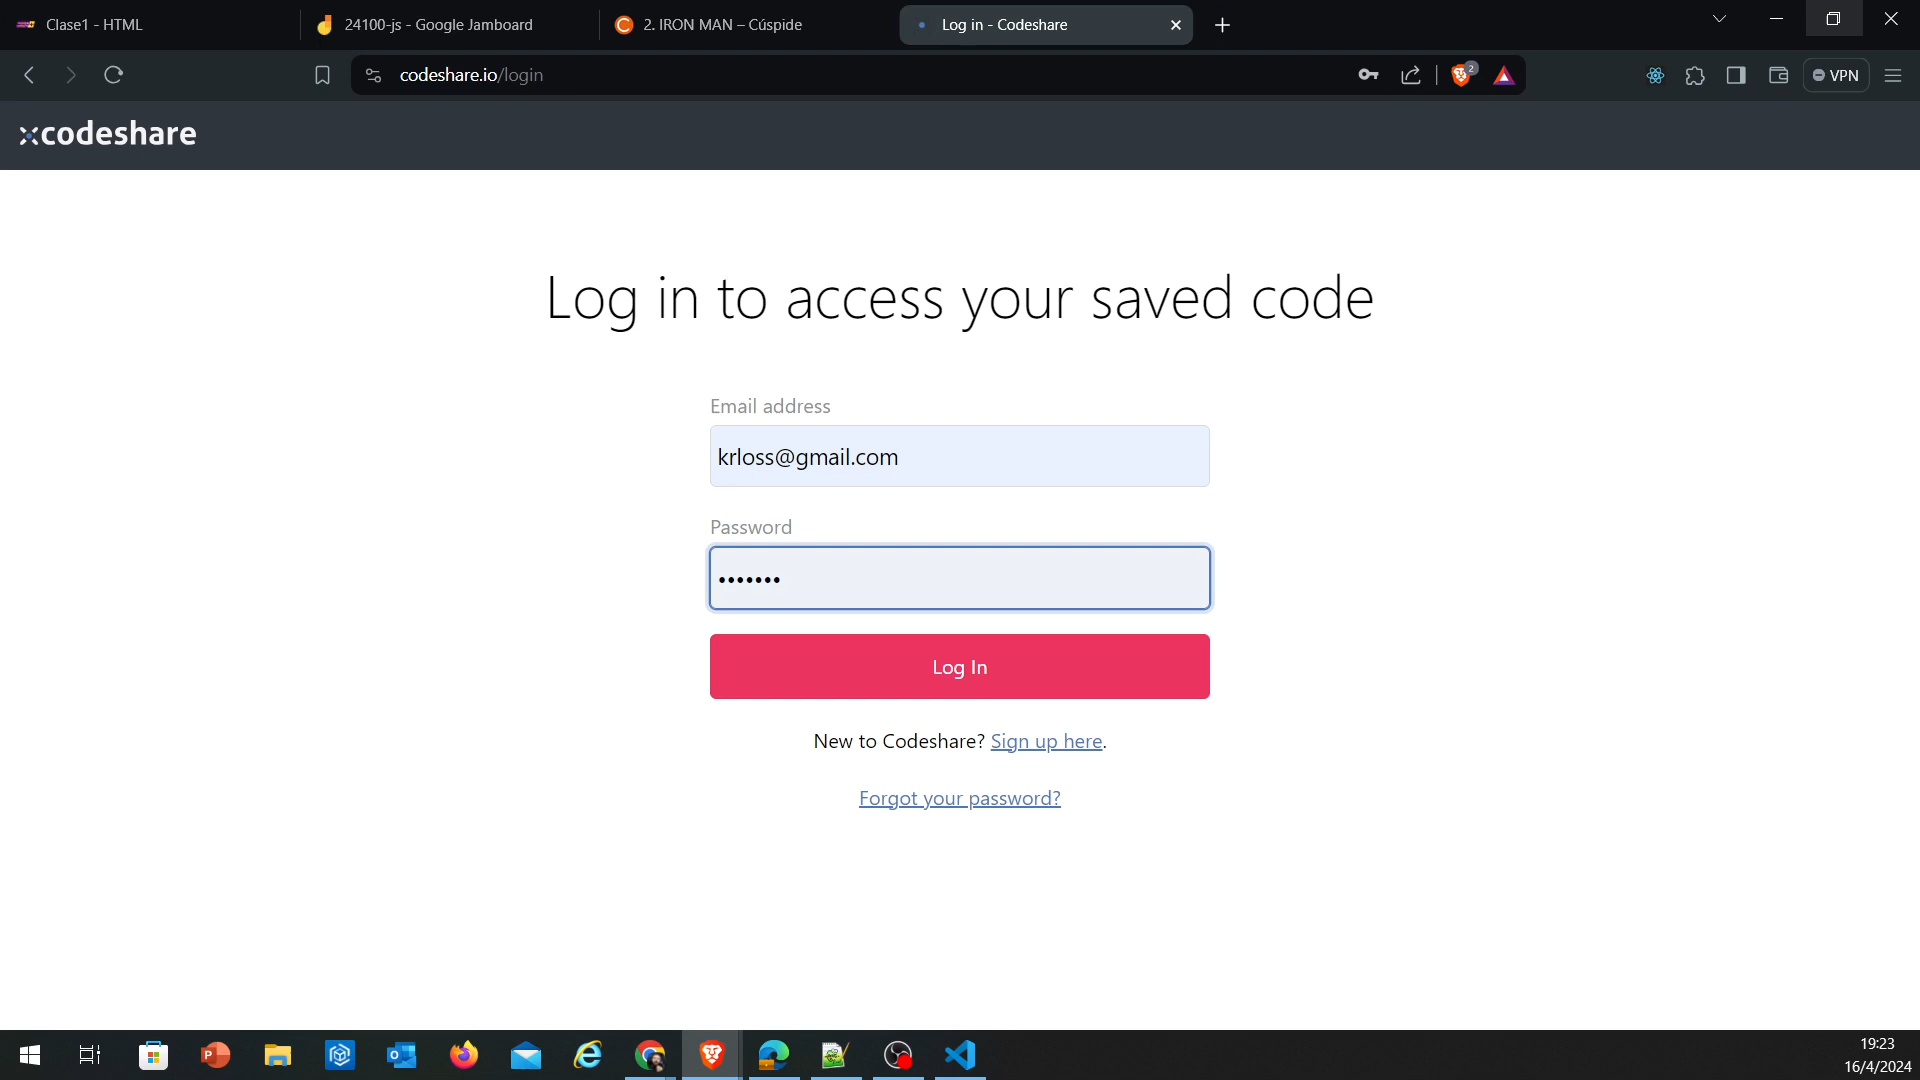 Clase1 - HTML
24100-js - Google Jamboard
2. IRON MAN – Cúspide
Log in - Codeshare
codeshare.io/login
2
VPN
codeshare
Log in to access your saved code
Email address
krloss@gmail.com
Password
•••••••
Log In
New to Codeshare? Sign up here.
Forgot your password?
19:23
16/4/2024